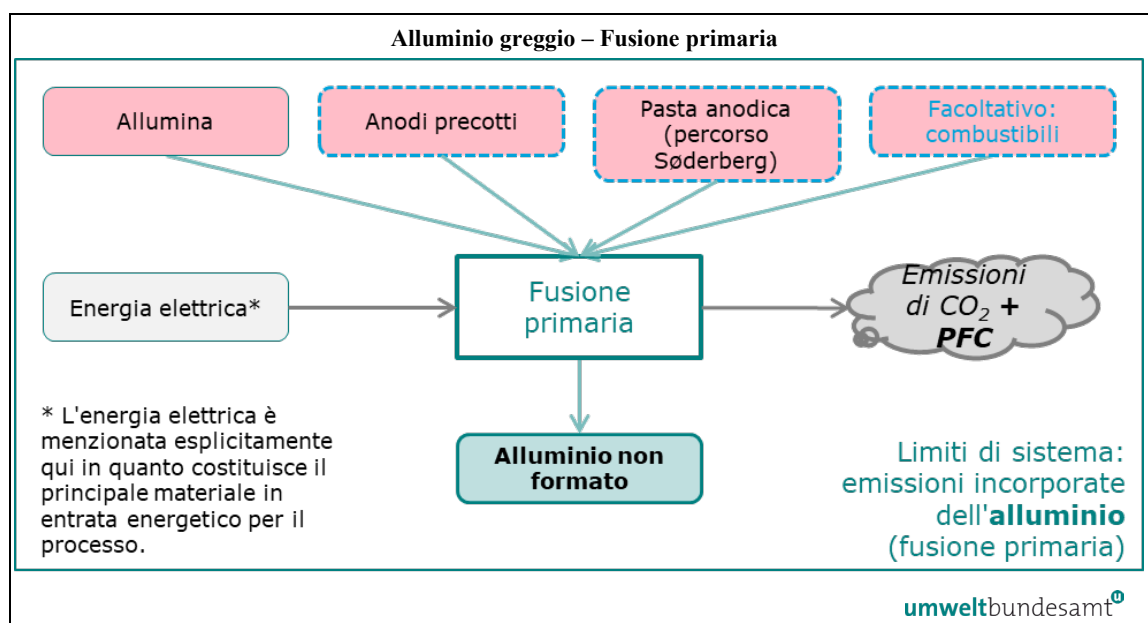 Alluminio greggio – Fusione primaria
Allumina
Anodi precotti
Pasta anodica
(percorso
Søderberg)
Facoltativo:
combustibili
Energia elettrica*
Fusione
primaria
Emissioni
di CO₂ +
PFC
* L'energia elettrica è
menzionata esplicitamente
qui in quanto costituisce il
principale materiale in
entrata energetico per il
processo.
Alluminio non
formato
Limiti di sistema:
emissioni incorporate
dell'alluminio
(fusione primaria)
umweltbundesamt
u